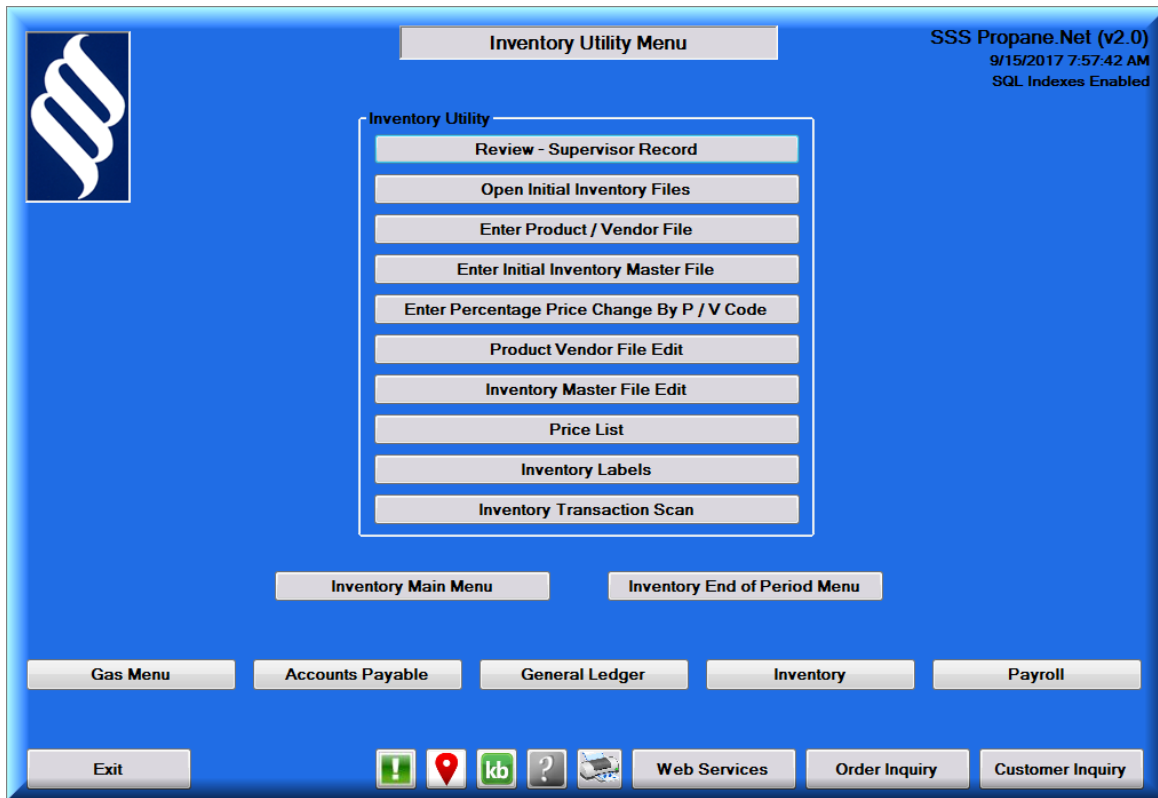 Inventory Utility Menu
SSS Propane.Net (v2.0)
9/15/2017 7:57:42 AM
SQL Indexes Enabled
Inventory Utility
Review - Supervisor Record
Open Initial Inventory Files
Enter Product / Vendor File
Enter Initial Inventory Master File
Enter Percentage Price Change By P / V Code
Product Vendor File Edit
Inventory Master File Edit
Price List
Inventory Labels
Inventory Transaction Scan
Inventory Main Menu
Inventory End of Period Menu
Gas Menu
Accounts Payable
General Ledger
Inventory
Payroll
Exit
!
kb
?
Web Services
Order Inquiry
Customer Inquiry